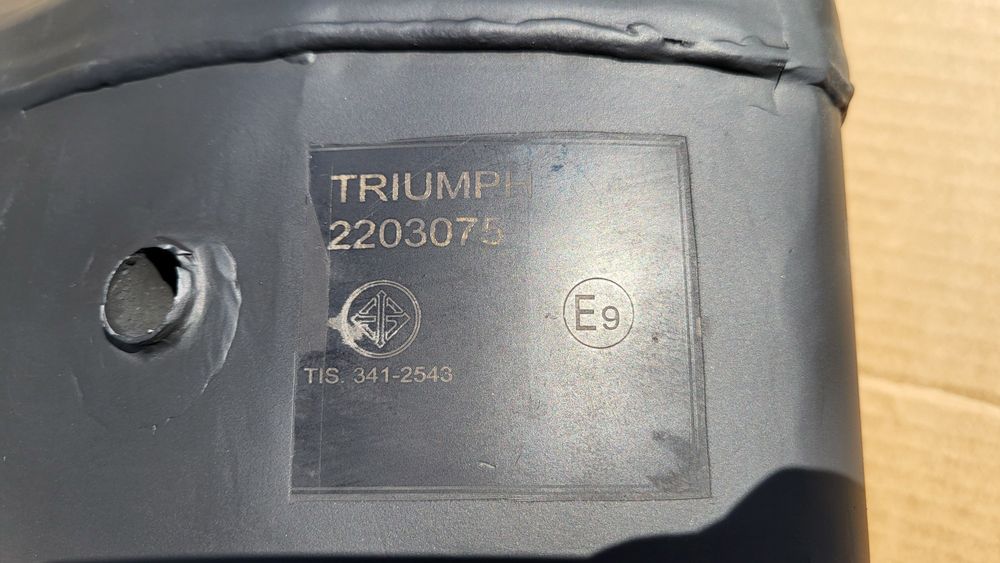 TRIUMPH
2203075
E9
TIS. 341-2543